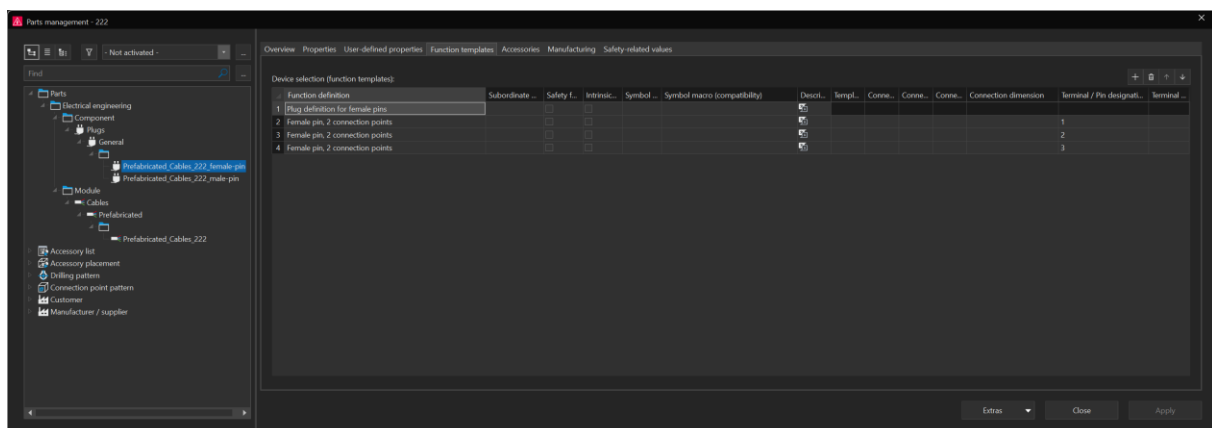 Parts management - 222
- Not activated -
Find
Parts
Electrical engineering
Component
Plugs
General
Prefabricated_Cables_222_female-pin
Prefabricated_Cables_222_male-pin
Module
Cables
Prefabricated
Prefabricated_Cables_222
Accessory list
Accessory placement
Drilling pattern
Connection point pattern
Customer
Manufacturer / supplier
Overview Properties User-defined properties Function templates Accessories Manufacturing Safety-related values
Device selection (function templates):
Function definition Subordinate ... Safety f... Intrinsic... Symbol ... Symbol macro (compatibility) Descri... Templ... Conne... Conne... Conne... Connection dimension Terminal / Pin designati... Terminal ...
1 Plug definition for female pins
2 Female pin, 2 connection points 1
3 Female pin, 2 connection points 2
4 Female pin, 2 connection points 3
Extras Close Apply